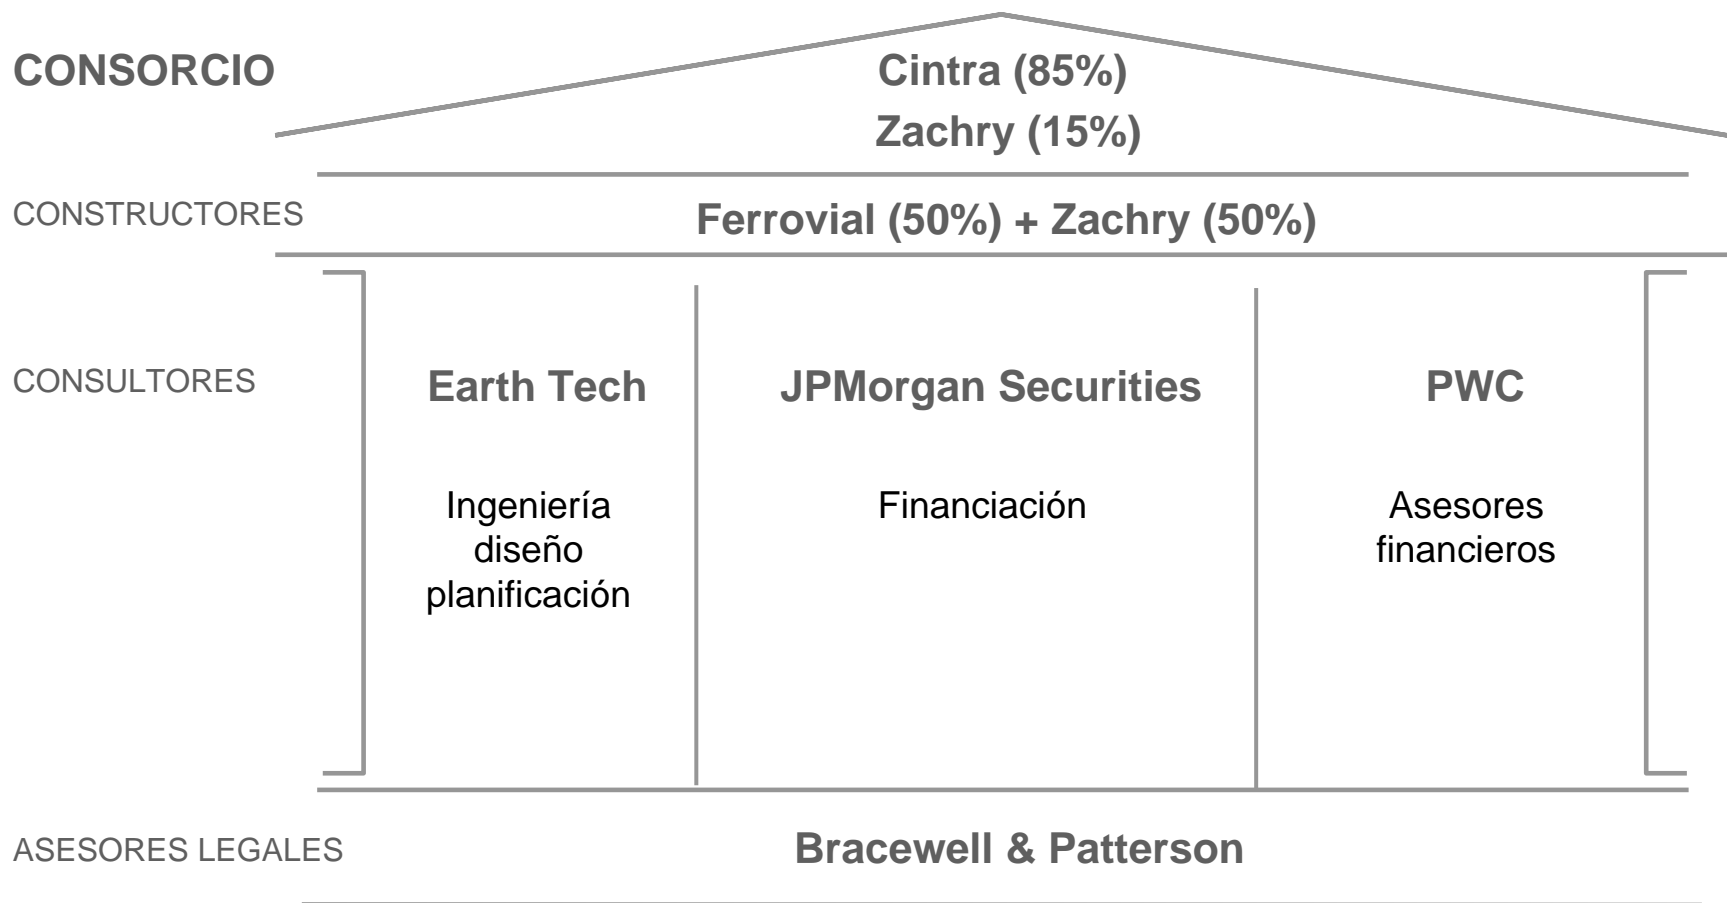 CONSORCIO
Cintra (85%)
Zachry (15%)
CONSTRUCTORES
Ferrovial (50%) + Zachry (50%)
CONSULTORES
Earth Tech
JPMorgan Securities
PWC
Ingeniería
diseño
planificación
Financiación
Asesores
financieros
ASESORES LEGALES
Bracewell & Patterson